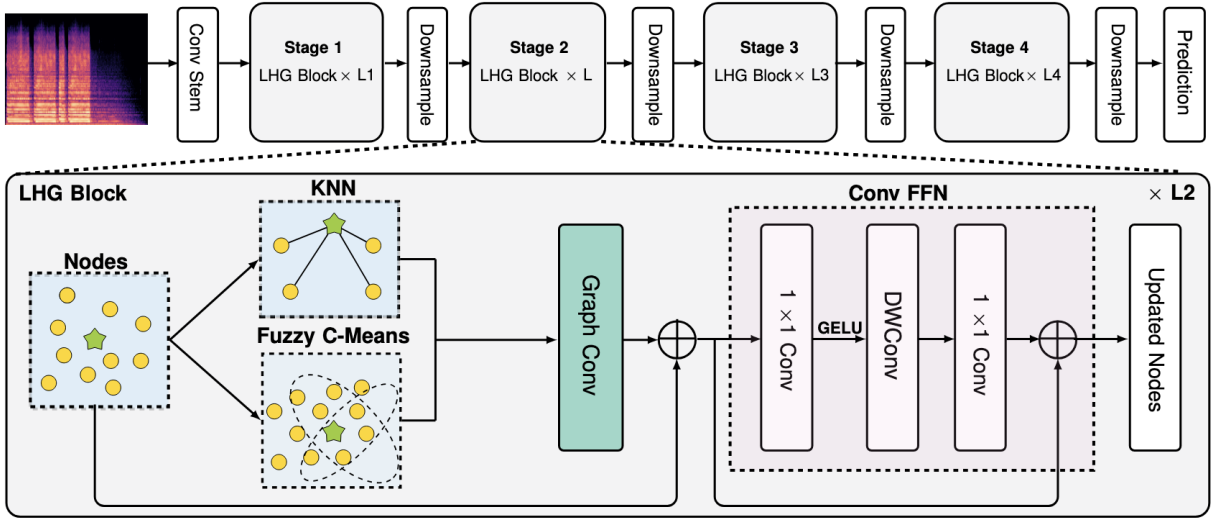 Conv Stem
Stage 1
LHG Block × L1
Downsample
Stage 2
LHG Block × L
Downsample
Stage 3
LHG Block × L3
Downsample
Stage 4
LHG Block × L4
Downsample
Prediction
LHG Block
× L2
Nodes
KNN
Fuzzy C-Means
Graph Conv
Conv FFN
1 ×1 Conv
GELU
DWConv
1 ×1 Conv
Updated Nodes